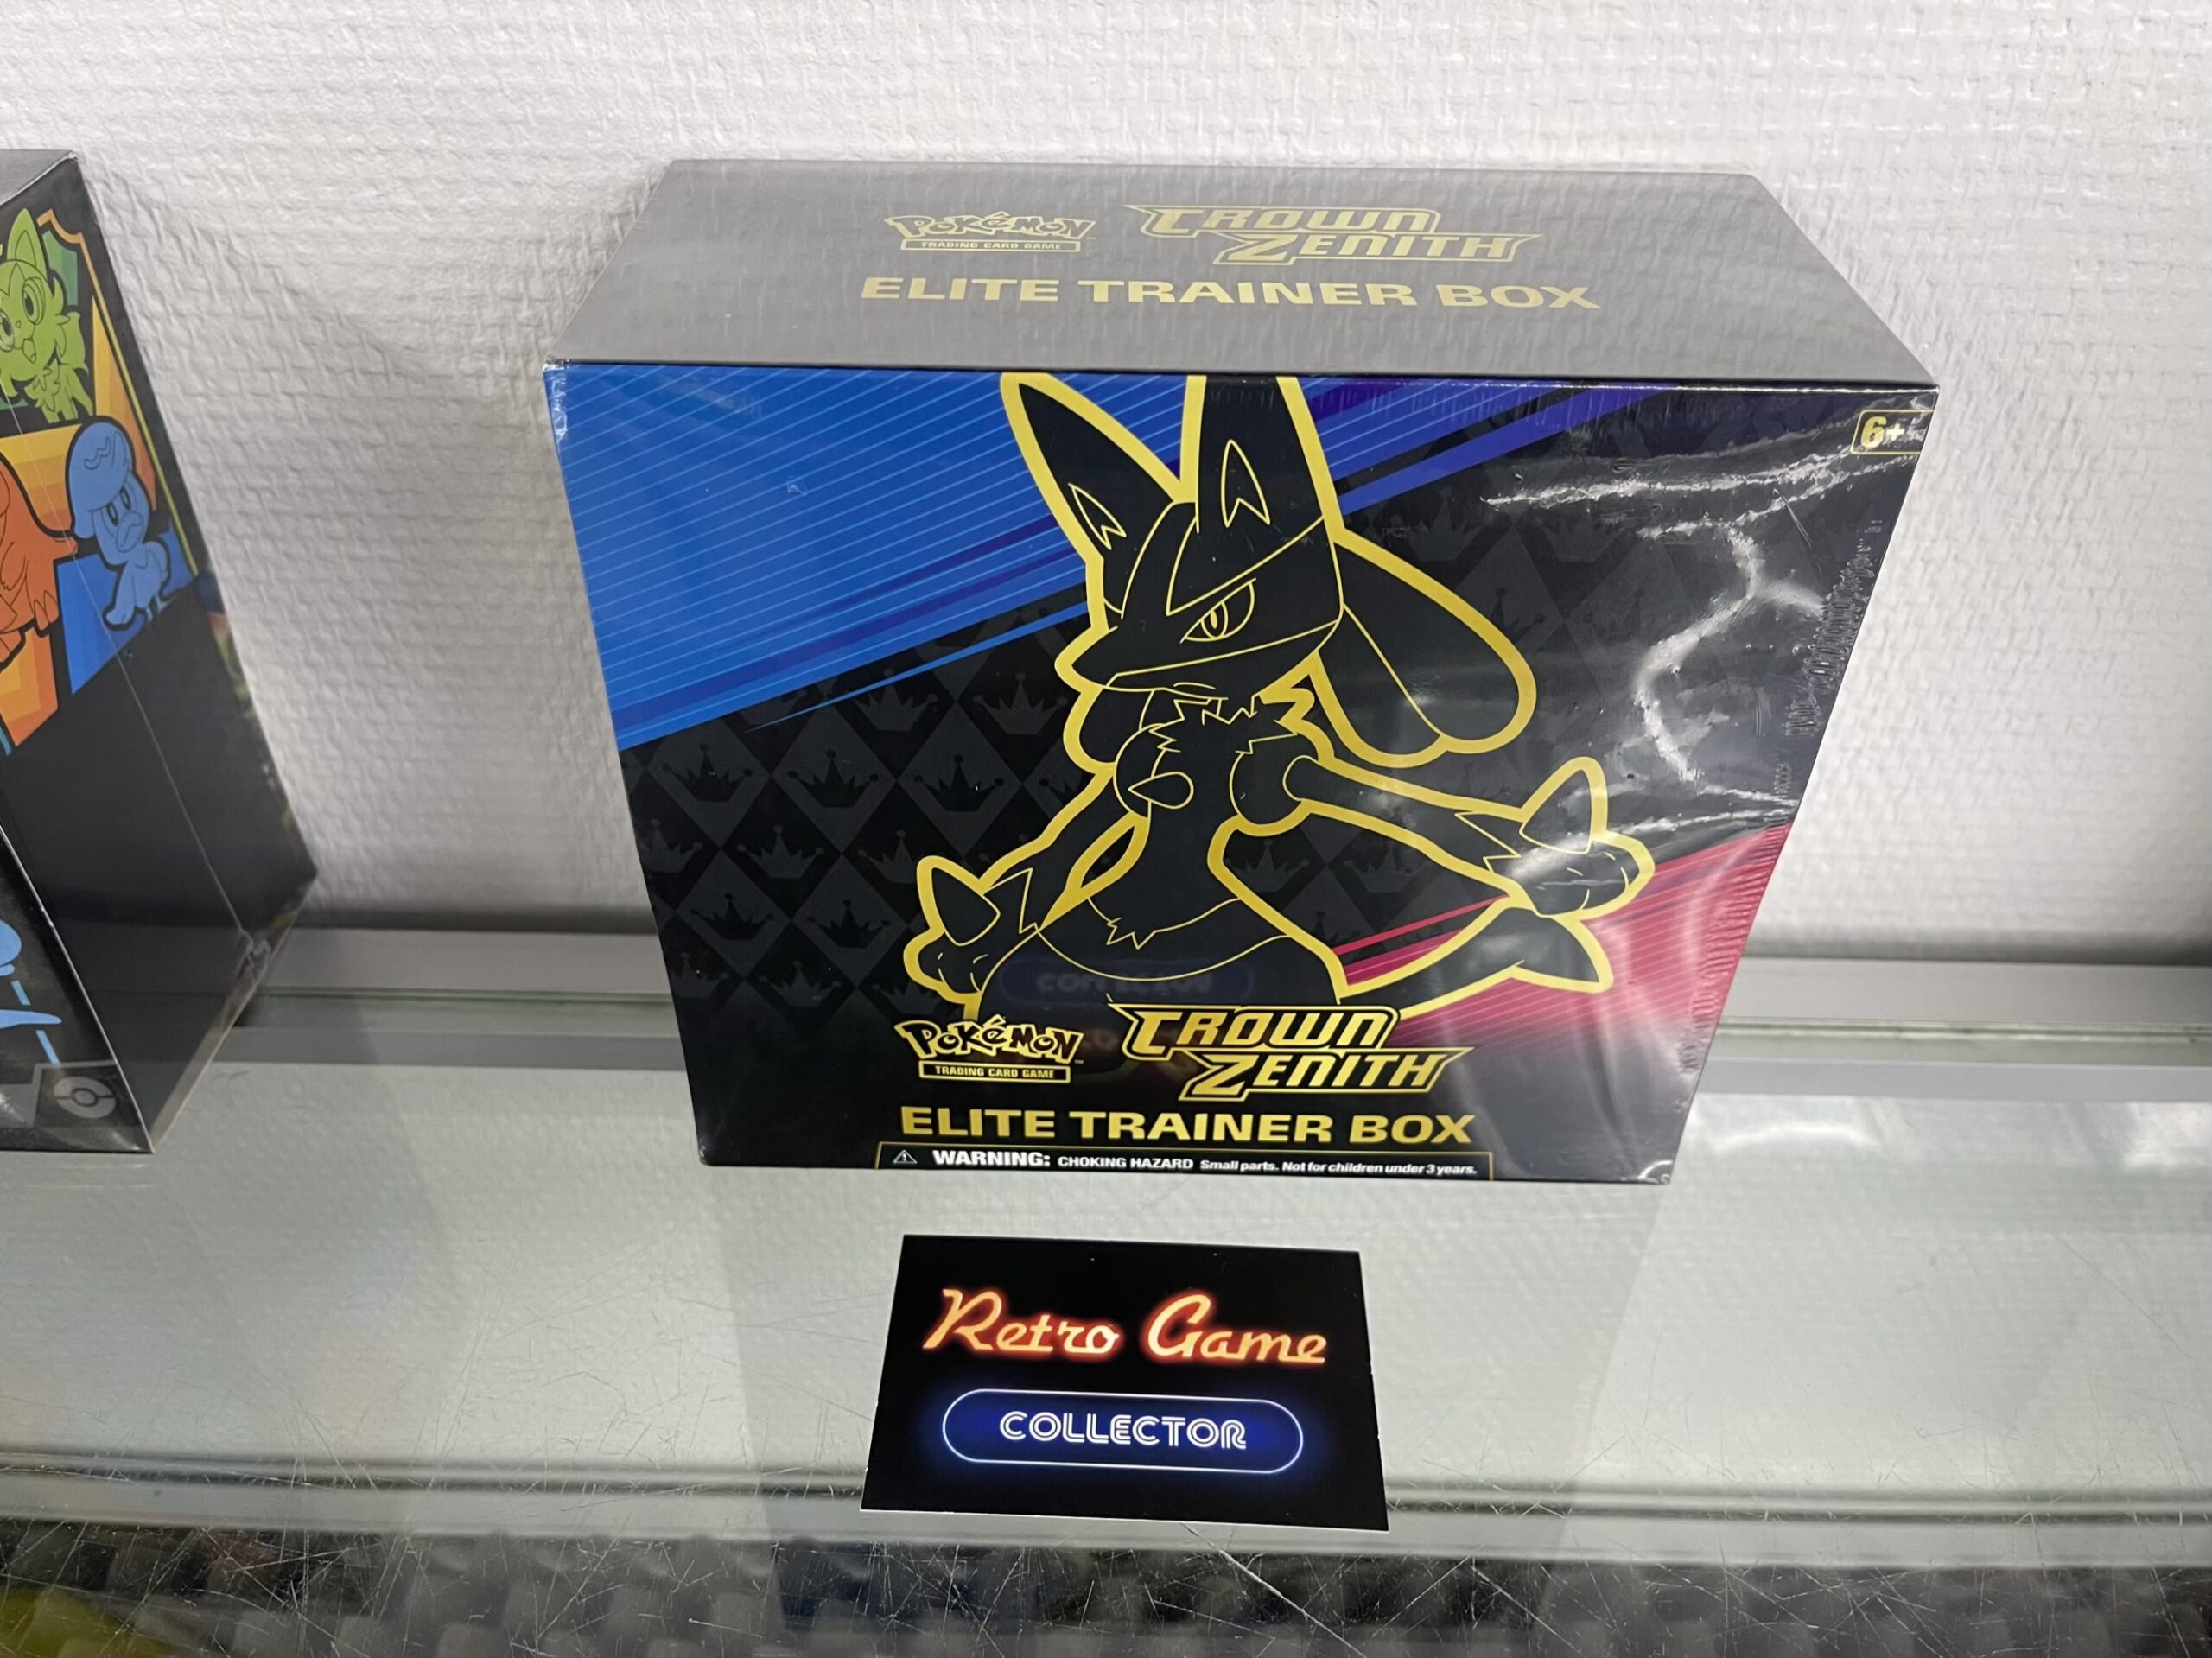 POKéMON
TRADING CARD GAME
CROWN
ZENITH
ELITE TRAINER BOX
6+
POKéMON™
TRADING CARD GAME
CROWN
ZENITH
ELITE TRAINER BOX
WARNING: CHOKING HAZARD Small parts. Not for children under 3 years.
Retro Game
COLLECTOR